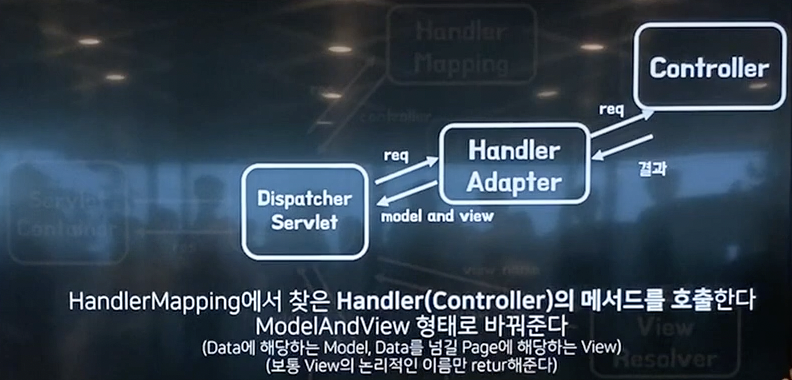 Handler
Mapping
Controller
controller
req
Handler
Adapter
req
결과
Dispatcher
Servlet
model and view
Servlet
Container
view name
HandlerMapping에서 찾은 Handler(Controller)의 메서드를 호출한다
ModelAndView 형태로 바꿔준다
(Data에 해당하는 Model, Data를 넘길 Page에 해당하는 View)
(보통 View의 논리적인 이름만 retur해준다)
View
Resolver